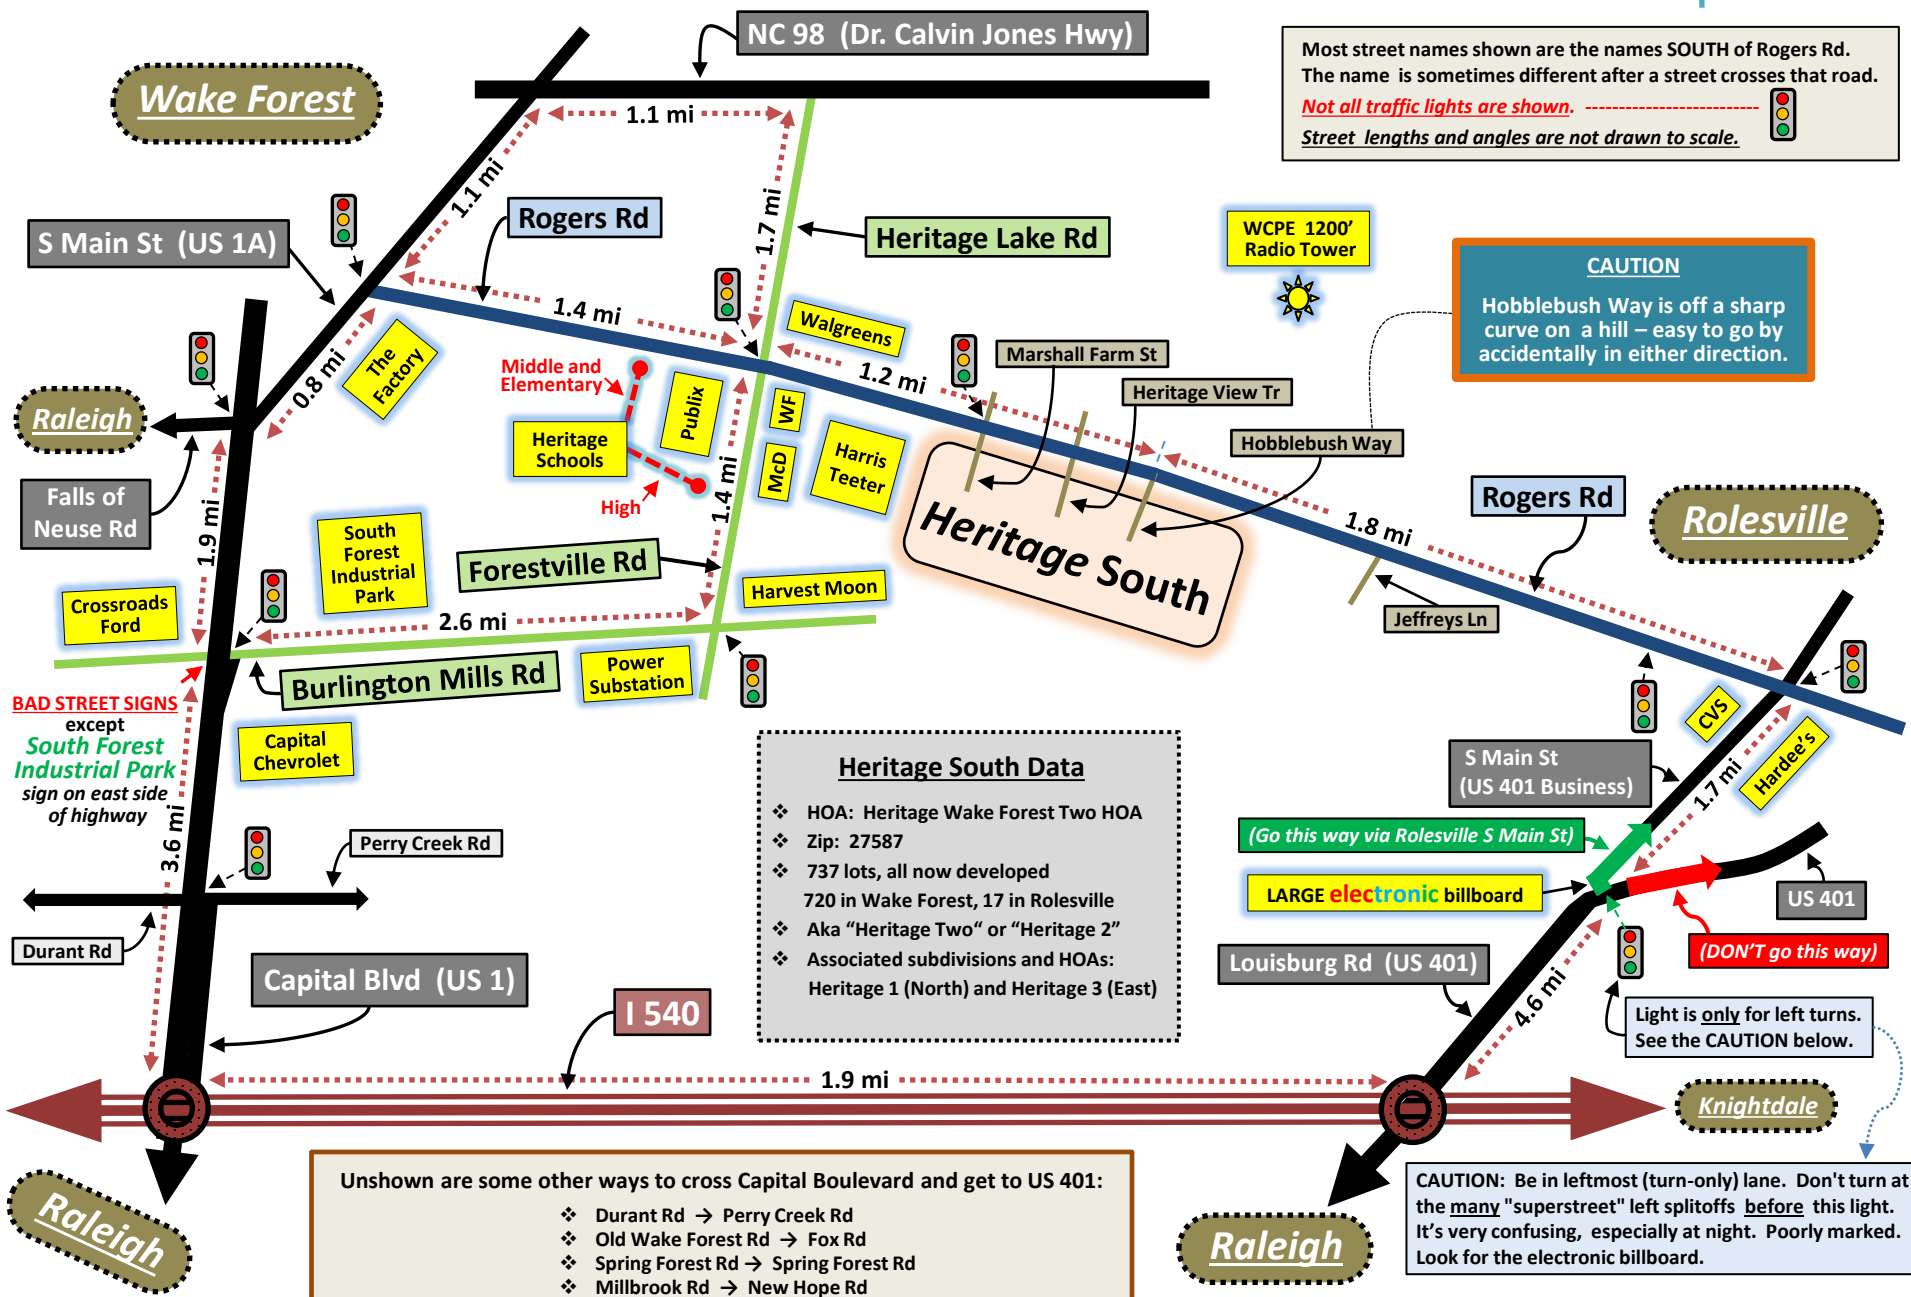 NC 98 (Dr. Calvin Jones Hwy)
Most street names shown are the names SOUTH of Rogers Rd.
The name is sometimes different after a street crosses that road.
Not all traffic lights are shown. --------------------------
Street lengths and angles are not drawn to scale.
Wake Forest
1.1 mi
1.1 mi
1.7 mi
S Main St (US 1A)
Rogers Rd
Heritage Lake Rd
WCPE 1200'
Radio Tower
CAUTION
Hobblebush Way is off a sharp
curve on a hill – easy to go by
accidentally in either direction.
1.4 mi
Walgreens
Marshall Farm St
1.2 mi
Heritage View Tr
Hobblebush Way
0.8 mi
The
Factory
Middle and
Elementary
Publix
WF
Raleigh
Heritage
Schools
McD
Harris
Teeter
High
1.4 mi
Falls of
Neuse Rd
1.9 mi
Heritage South
1.8 mi
Rogers Rd
Rolesville
South
Forest
Industrial
Park
Forestville Rd
Harvest Moon
Crossroads
Ford
2.6 mi
Jeffreys Ln
Burlington Mills Rd
Power
Substation
BAD STREET SIGNS
except
South Forest
Industrial Park
sign on east side
of highway
Capital
Chevrolet
3.6 mi
CVS
Hardee's
S Main St
(US 401 Business)
1.7 mi
Heritage South Data
❖ HOA: Heritage Wake Forest Two HOA
❖ Zip: 27587
❖ 737 lots, all now developed
720 in Wake Forest, 17 in Rolesville
❖ Aka “Heritage Two“ or “Heritage 2”
❖ Associated subdivisions and HOAs:
Heritage 1 (North) and Heritage 3 (East)
Perry Creek Rd
Durant Rd
(Go this way via Rolesville S Main St)
LARGE electronic billboard
US 401
(DON'T go this way)
Capital Blvd (US 1)
I 540
Louisburg Rd (US 401)
4.6 mi
Light is only for left turns.
See the CAUTION below.
1.9 mi
Knightdale
Raleigh
Unshown are some other ways to cross Capital Boulevard and get to US 401:
❖ Durant Rd → Perry Creek Rd
❖ Old Wake Forest Rd → Fox Rd
❖ Spring Forest Rd → Spring Forest Rd
❖ Millbrook Rd → New Hope Rd
Raleigh
CAUTION: Be in leftmost (turn-only) lane. Don't turn at
the many "superstreet" left splitoffs before this light.
It's very confusing, especially at night. Poorly marked.
Look for the electronic billboard.